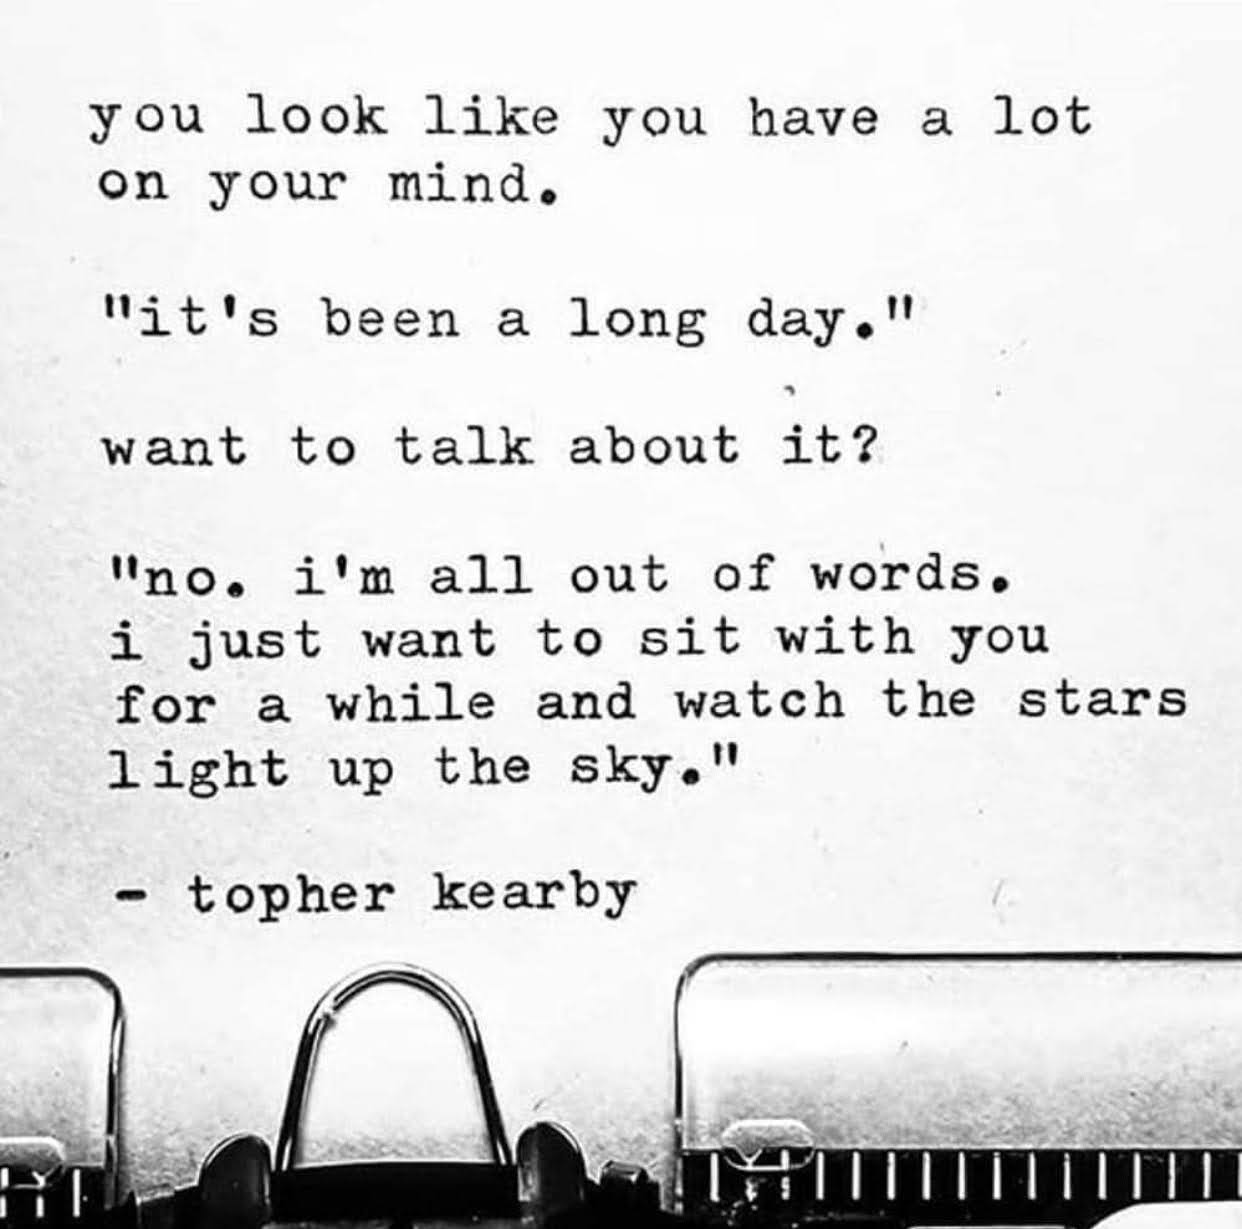 you look like you have a lot
on your mind.
"it's been a long day."
want to talk about it?
"no. i'm all out of words.
i just want to sit with you
for a while and watch the stars
light up the sky."
- topher kearby